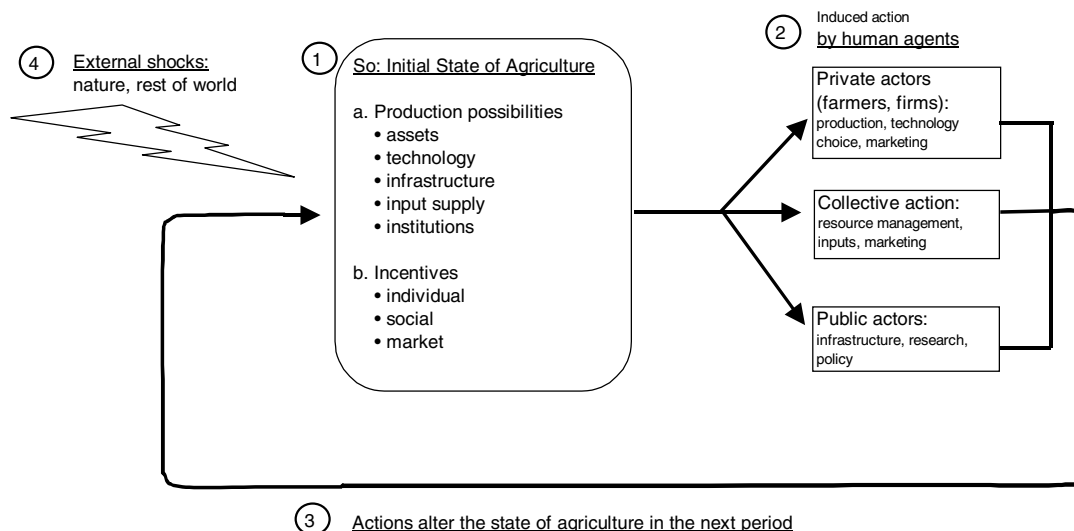 4
External shocks:
nature, rest of world
1
So: Initial State of Agriculture
a. Production possibilities
• assets
• technology
• infrastructure
• input supply
• institutions
b. Incentives
• individual
• social
• market
2
Induced action
by human agents
Private actors
(farmers, firms):
production, technology
choice, marketing
Collective action:
resource management,
inputs, marketing
Public actors:
infrastructure, research,
policy
3
Actions alter the state of agriculture in the next period